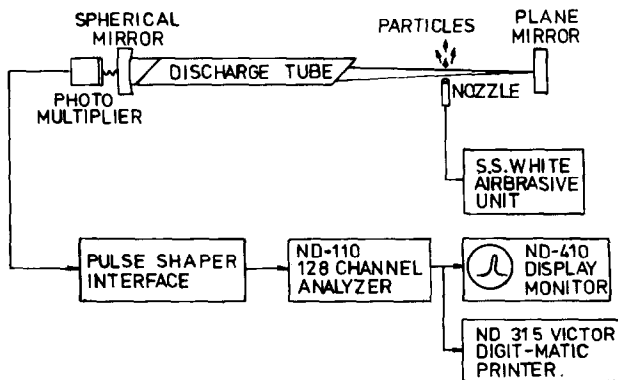 SPHERICAL
MIRROR
PARTICLES
PLANE
MIRROR
DISCHARGE TUBE
PHOTO
MULTIPLIER
NOZZLE
S.S. WHITE
AIRBRASIVE
UNIT
PULSE SHAPER
INTERFACE
ND-110
128 CHANNEL
ANALYZER
ND-410
DISPLAY
MONITOR
ND 315 VICTOR
DIGIT-MATIC
PRINTER.